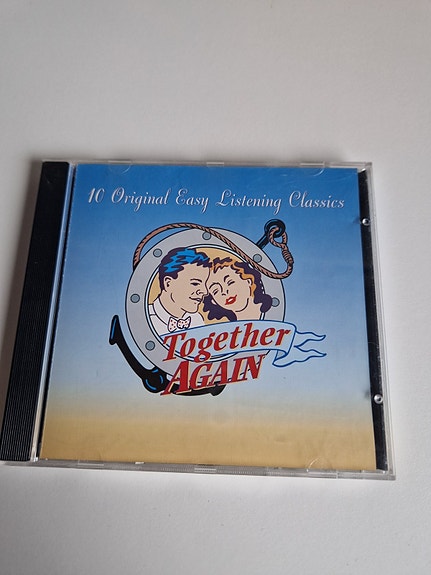 10 Original Easy Listening Classics
Together
AGAIN